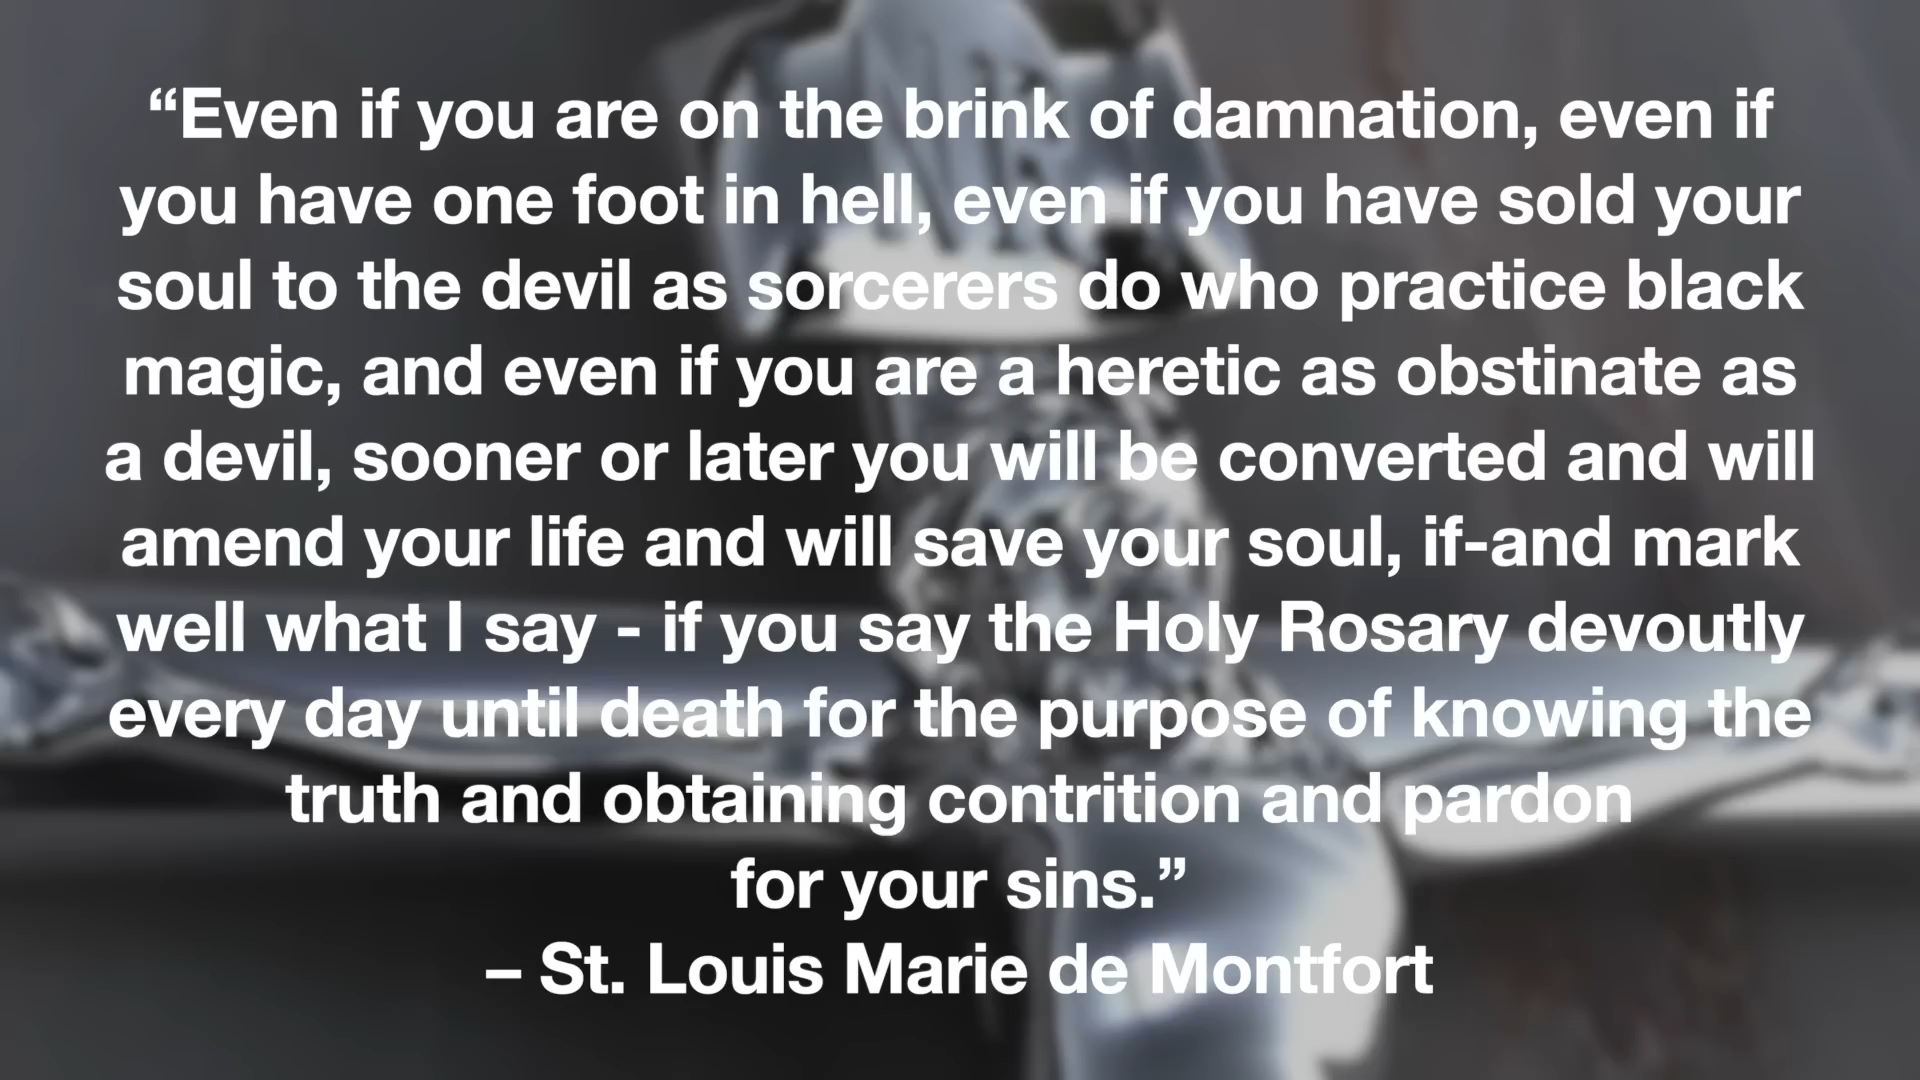 “Even if you are on the brink of damnation, even if
you have one foot in hell, even if you have sold your
soul to the devil as sorcerers do who practice black
magic, and even if you are a heretic as obstinate as
a devil, sooner or later you will be converted and will
amend your life and will save your soul, if-and mark
well what I say - if you say the Holy Rosary devoutly
every day until death for the purpose of knowing the
truth and obtaining contrition and pardon
for your sins.”
– St. Louis Marie de Montfort